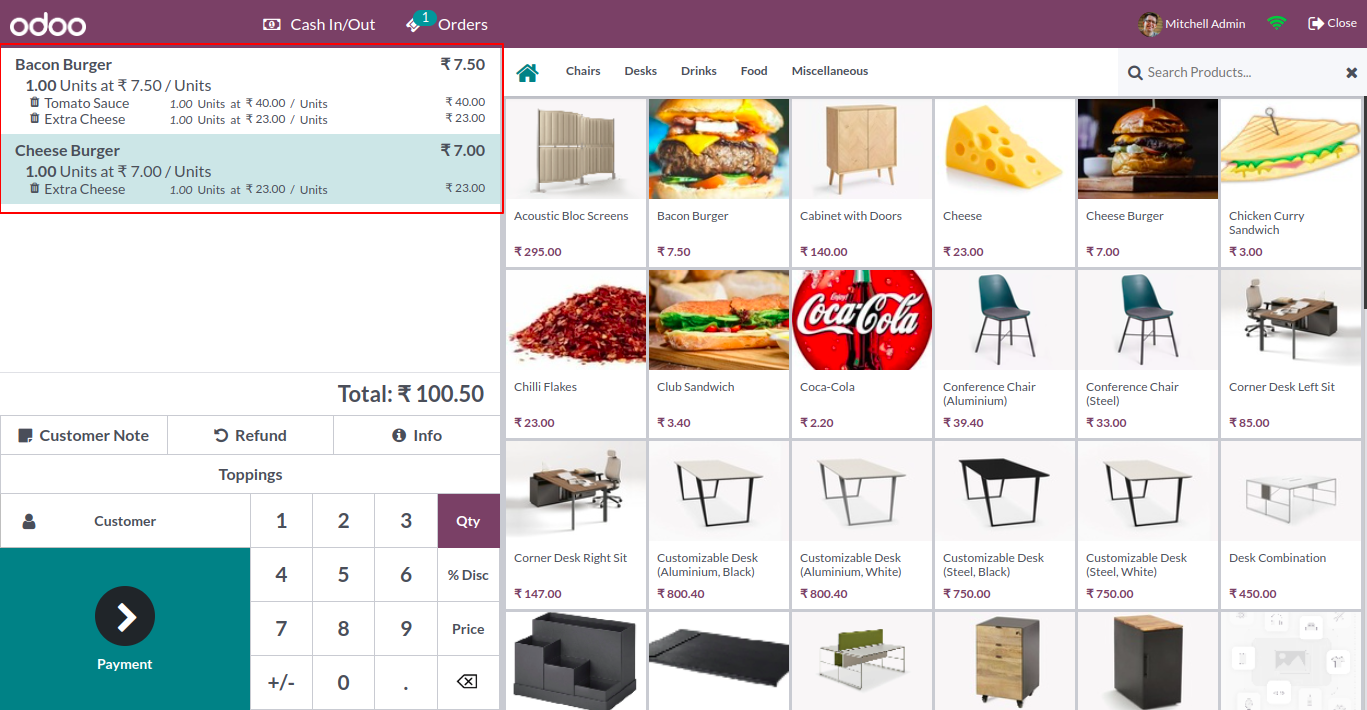 odoo
Cash In/Out
1
Orders
Mitchell Admin
Close
Bacon Burger ₹ 7.50
1.00 Units at ₹ 7.50 / Units
Tomato Sauce 1.00 Units at ₹ 40.00 / Units ₹ 40.00
Extra Cheese 1.00 Units at ₹ 23.00 / Units ₹ 23.00
Cheese Burger ₹ 7.00
1.00 Units at ₹ 7.00 / Units
Extra Cheese 1.00 Units at ₹ 23.00 / Units ₹ 23.00
Total: ₹ 100.50
Customer Note
Refund
Info
Toppings
Customer
1 2 3 Qty
4 5 6 % Disc
7 8 9 Price
+/- 0 .
Payment
Chairs Desks Drinks Food Miscellaneous
Search Products...
Acoustic Bloc Screens
₹ 295.00
Bacon Burger
₹ 7.50
Cabinet with Doors
₹ 140.00
Cheese
₹ 23.00
Cheese Burger
₹ 7.00
Chicken Curry
Sandwich
₹ 3.00
Chilli Flakes
₹ 23.00
Club Sandwich
₹ 3.40
Enjoy
Coca-Cola
Coca-Cola
₹ 2.20
Conference Chair
(Aluminium)
₹ 39.40
Conference Chair
(Steel)
₹ 33.00
Corner Desk Left Sit
₹ 85.00
Corner Desk Right Sit
₹ 147.00
Customizable Desk
(Aluminium, Black)
₹ 800.40
Customizable Desk
(Aluminium, White)
₹ 800.40
Customizable Desk
(Steel, Black)
₹ 750.00
Customizable Desk
(Steel, White)
₹ 750.00
Desk Combination
₹ 450.00